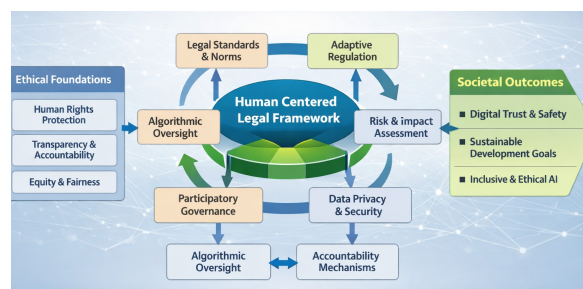 Legal Standards
& Norms
Adaptive
Regulation
Ethical Foundations
Human Rights
Protection
Transparency &
Accountability
Equity & Fairness
Human Centered
Legal Framework
Algorithmic
Oversight
Risk & impact
Assessment
Societal Outcomes
■ Digital Trust & Safety
■ Sustainable
Development Goals
■ Inclusive & Ethical AI
Participatory
Governance
Data Privacy
& Security
Algorithmic
Oversight
Accountability
Mechanisms